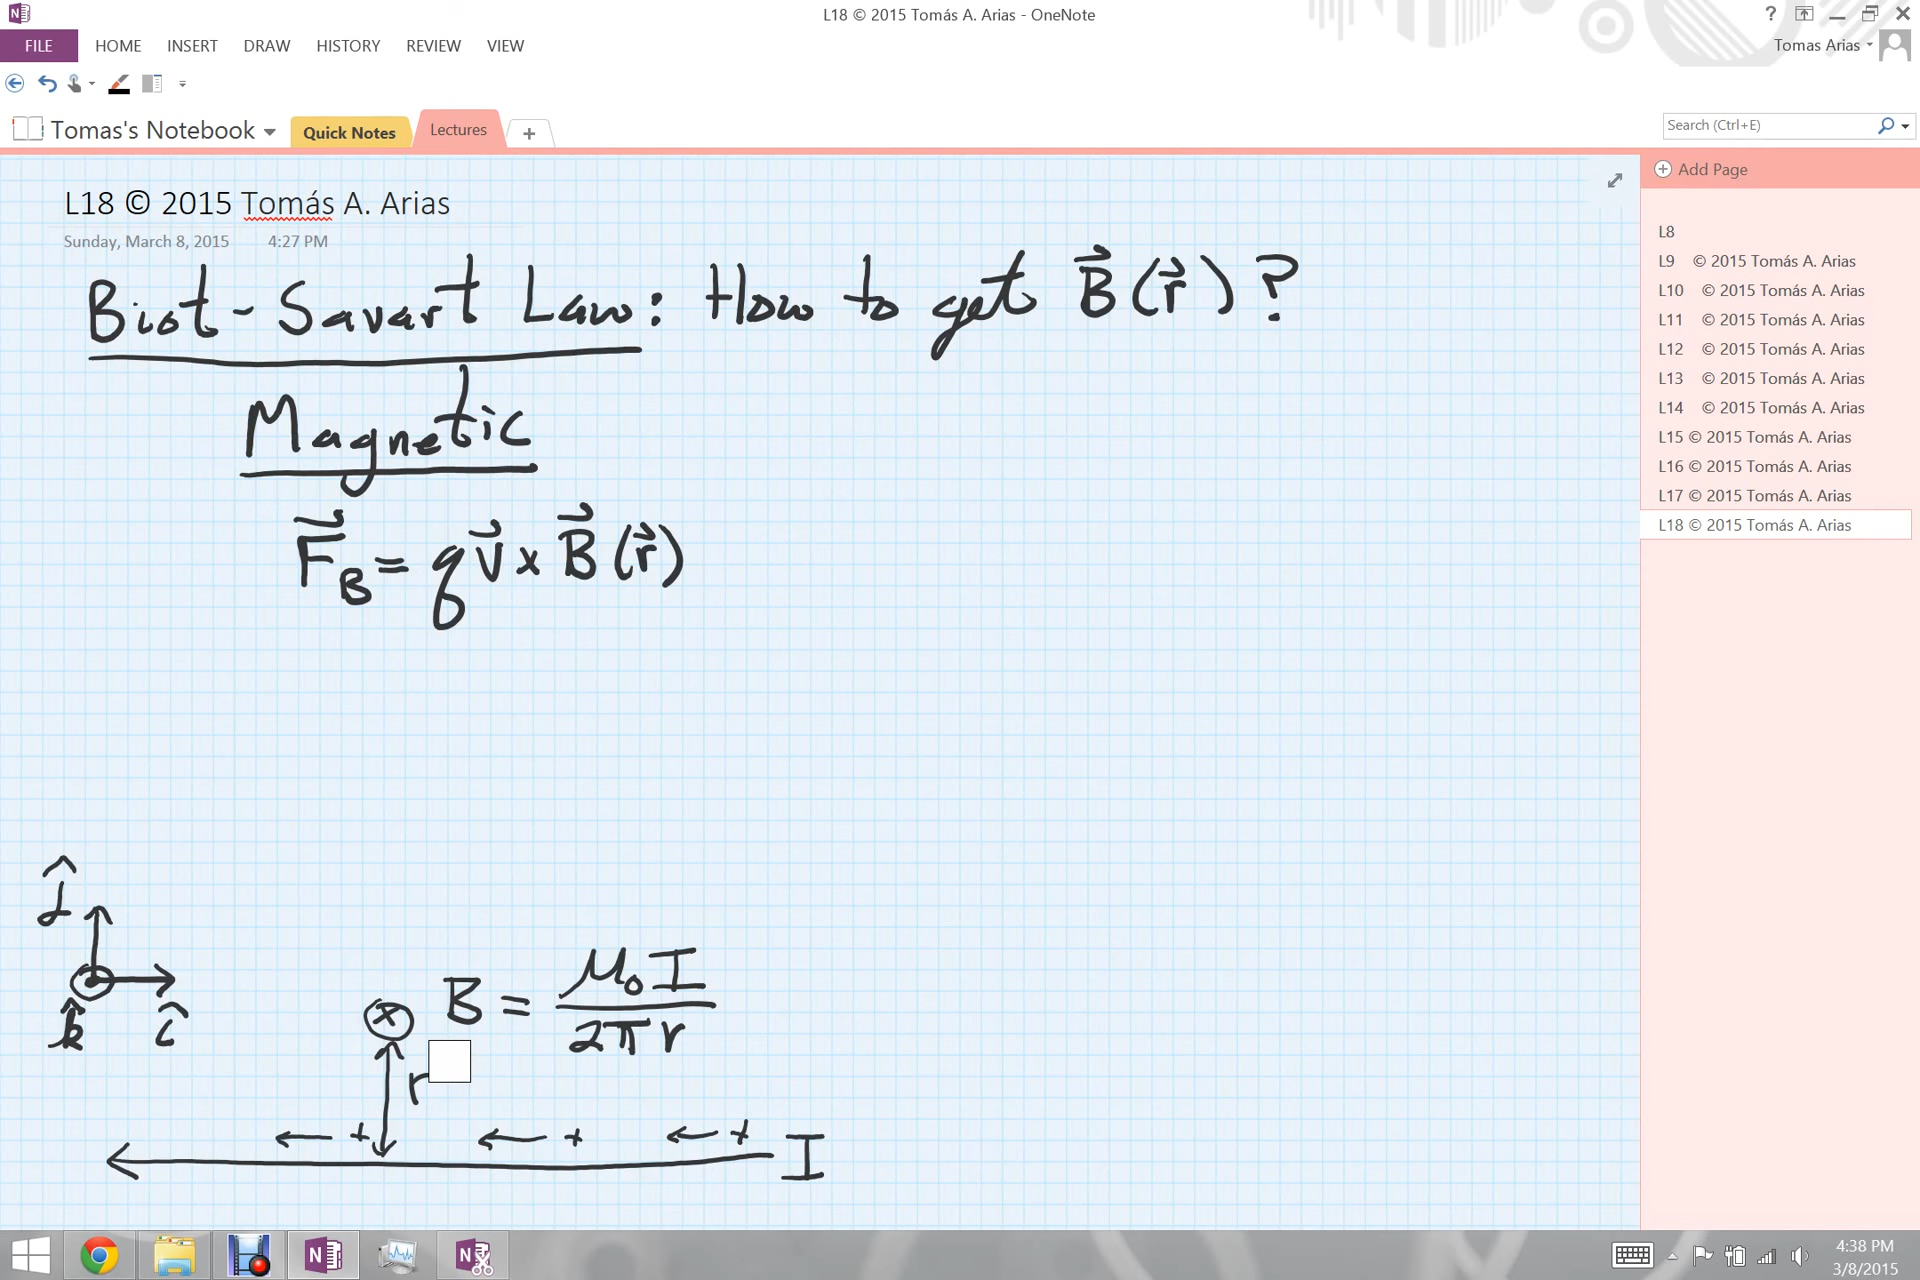 L18 © 2015 Tomás A. Arias - OneNote
?
FILE HOME INSERT DRAW HISTORY REVIEW VIEW
Tomas Arias
Tomas's Notebook
Quick Notes
Lectures
+
Search (Ctrl+E)
Add Page
L8
L9 © 2015 Tomás A. Arias
L10 © 2015 Tomás A. Arias
L11 © 2015 Tomás A. Arias
L12 © 2015 Tomás A. Arias
L13 © 2015 Tomás A. Arias
L14 © 2015 Tomás A. Arias
L15 © 2015 Tomás A. Arias
L16 © 2015 Tomás A. Arias
L17 © 2015 Tomás A. Arias
L18 © 2015 Tomás A. Arias
L18 © 2015 Tomás A. Arias
Sunday, March 8, 2015 4:27 PM
Biot-Savart Law: How to get B⃗(r⃗)?
Magnetic
F⃗_B = q v⃗ × B⃗(r⃗)
ĵ
k̂ î
B = μ₀I / 2πr
r
← + ← + ← + I
4:38 PM
3/8/2015